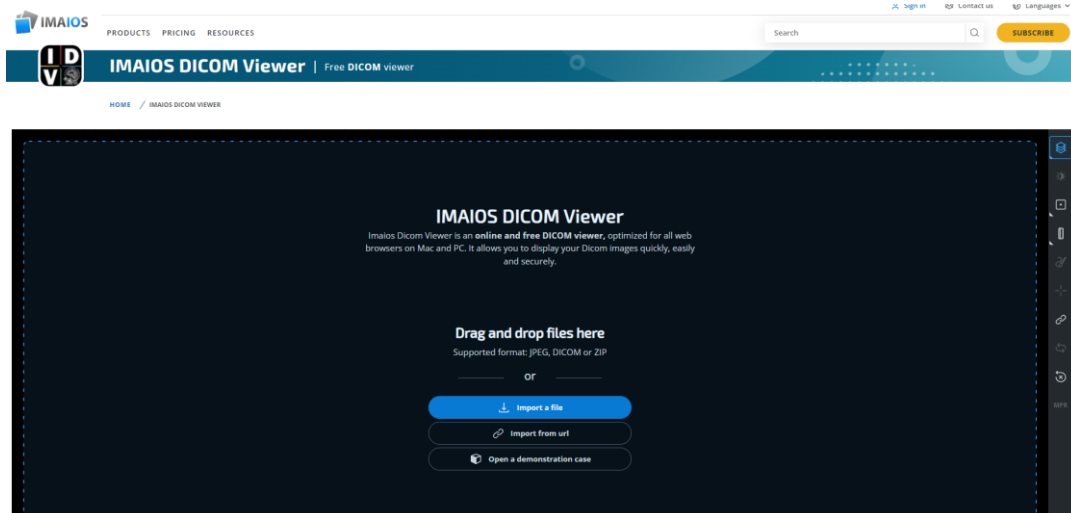 Sign in Contact us Languages
IMAIOS
PRODUCTS PRICING RESOURCES
Search
SUBSCRIBE
IDV
IMAIOS DICOM Viewer | Free DICOM viewer
HOME / IMAIOS DICOM VIEWER
IMAIOS DICOM Viewer
Imaios Dicom Viewer is an online and free DICOM viewer, optimized for all web
browsers on Mac and PC. It allows you to display your Dicom images quickly, easily
and securely.
Drag and drop files here
Supported format: JPEG, DICOM or ZIP
or
Import a file
Import from url
Open a demonstration case
MPR